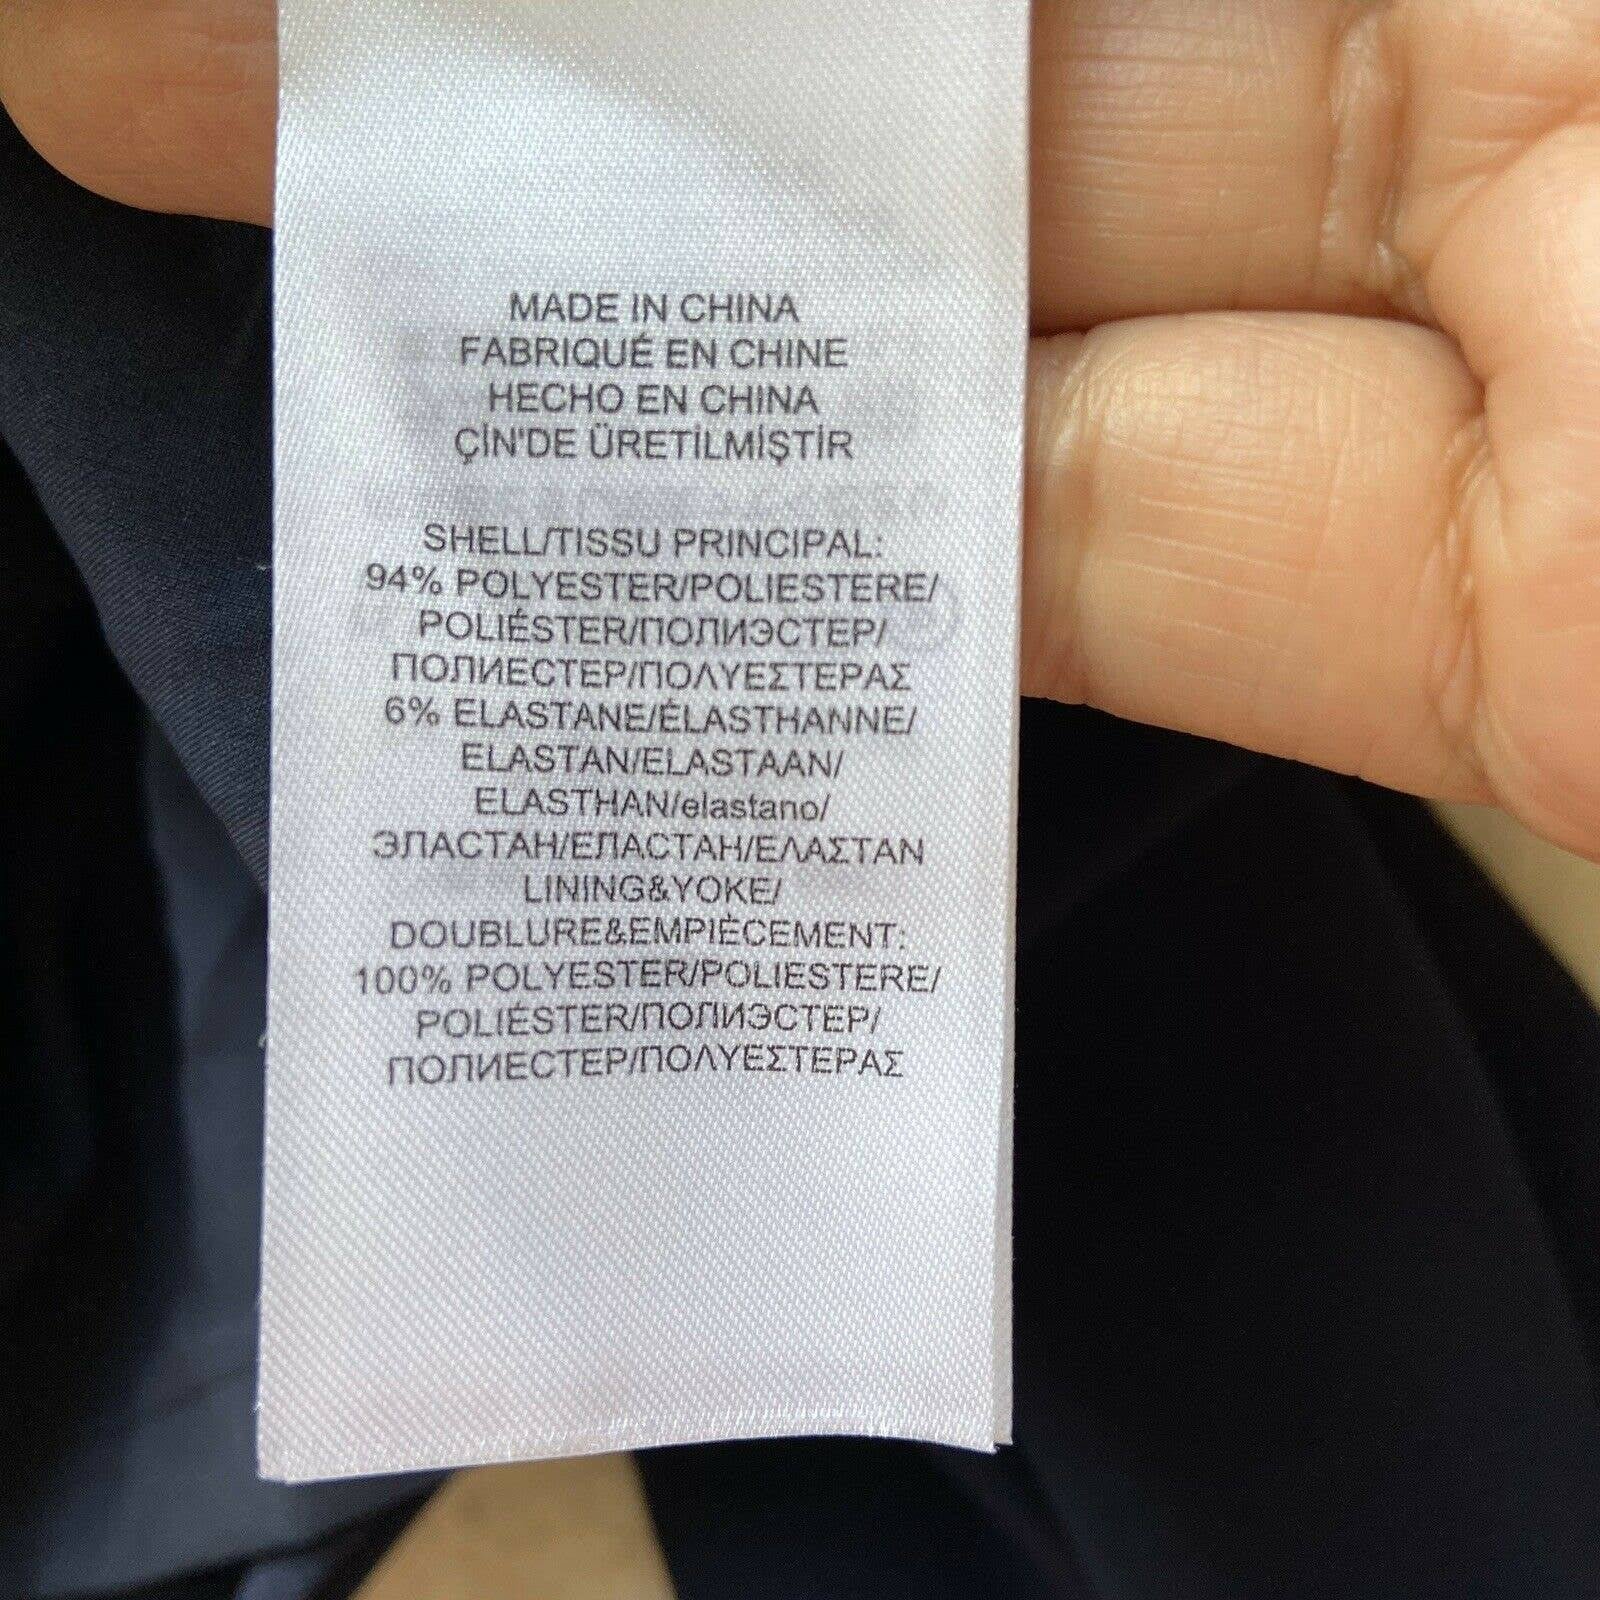 MADE IN CHINA
FABRIQUÉ EN CHINE
HECHO EN CHINA
ÇİN'DE ÜRETİLMİŞTİR
SHELL/TISSU PRINCIPAL:
94% POLYESTER/POLIESTERE/
POLIÉSTER/ПОЛИЭСТЕР/
ПОЛИЕСТЕР/ΠΟΛΥΕΣΤΕΡΑΣ
6% ELASTANE/ÉLASTHANNE/
ELASTAN/ELASTAAN/
ELASTHAN/elastano/
ЭЛАСТАН/ЕЛАСТАН/ΕΛΑΣΤΑΝ
LINING&YOKE/
DOUBLURE&EMPIÈCEMENT:
100% POLYESTER/POLIESTERE/
POLIÉSTER/ПОЛИЭСТЕР/
ПОЛИЕСТЕР/ΠΟΛΥΕΣΤΕΡΑΣ